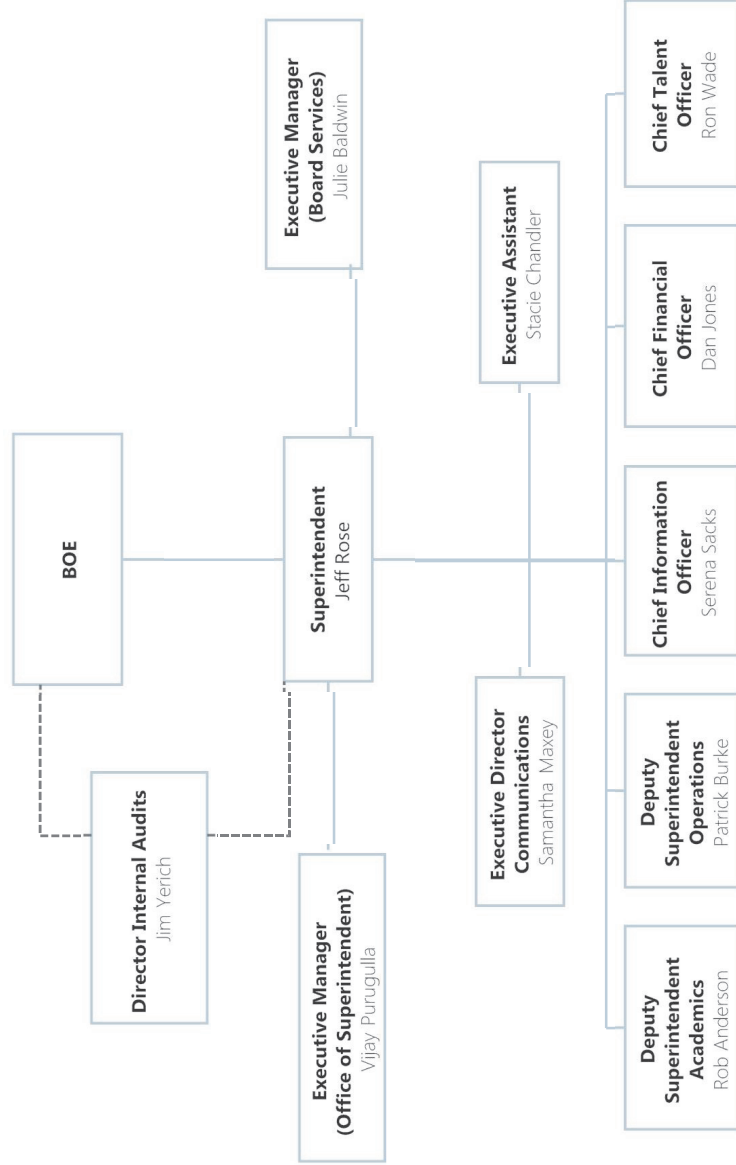 BOE
Director Internal Audits
Jim Yerich
Superintendent
Jeff Rose
Executive Manager
(Office of Superintendent)
Vijay Purugulla
Executive Manager
(Board Services)
Julie Baldwin
Executive Director
Communications
Samantha Maxey
Executive Assistant
Stacie Chandler
Deputy
Superintendent
Academics
Rob Anderson
Deputy
Superintendent
Operations
Patrick Burke
Chief Information
Officer
Serena Sacks
Chief Financial
Officer
Dan Jones
Chief Talent
Officer
Ron Wade